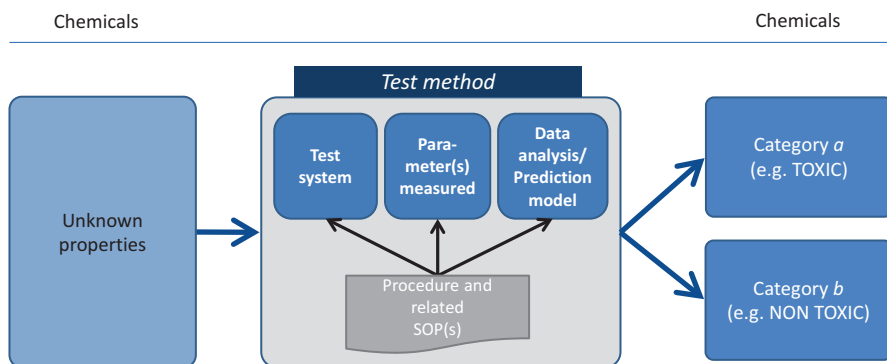 Chemicals
Chemicals
Test method
Unknown
properties
Test
system
Para-
meter(s)
measured
Data
analysis/
Prediction
model
Procedure and
related
SOP(s)
Category a
(e.g. TOXIC)
Category b
(e.g. NON TOXIC)